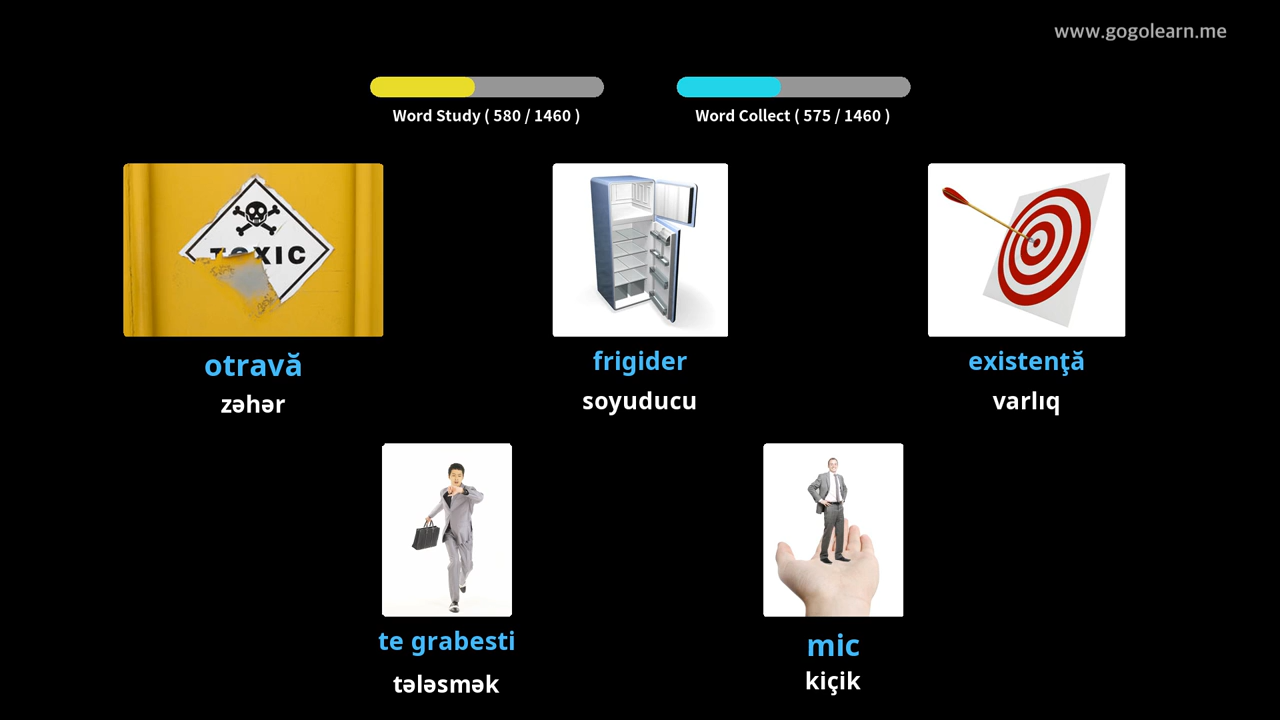 www.gogolearn.me
Word Study ( 580 / 1460 )
Word Collect ( 575 / 1460 )
TOXIC
otravă
zəhər
frigider
soyuducu
existenţă
varlıq
te grabesti
tələsmək
mic
kiçik